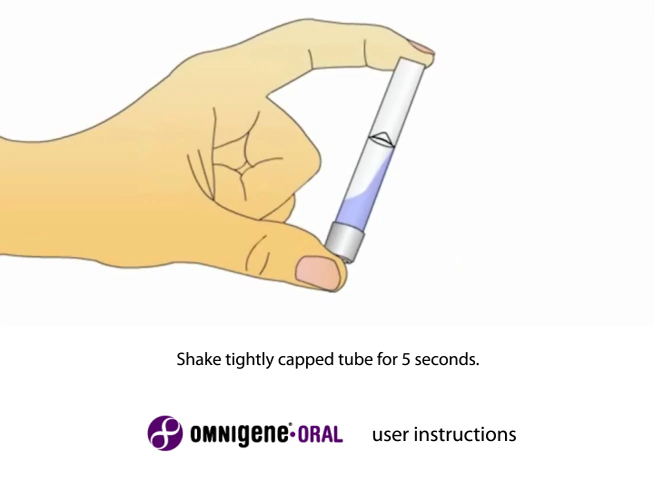 Shake tightly capped tube for 5 seconds.
OMNIgene®•ORAL user instructions